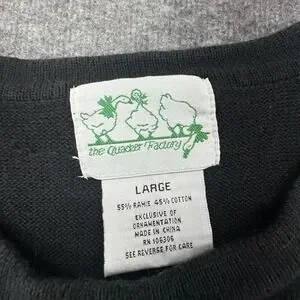 the Quacker Factory
LARGE
55% RAMIE 45% COTTON
EXCLUSIVE OF
ORNAMENTATION
MADE IN CHINA
RN 106306
SEE REVERSE FOR CARE